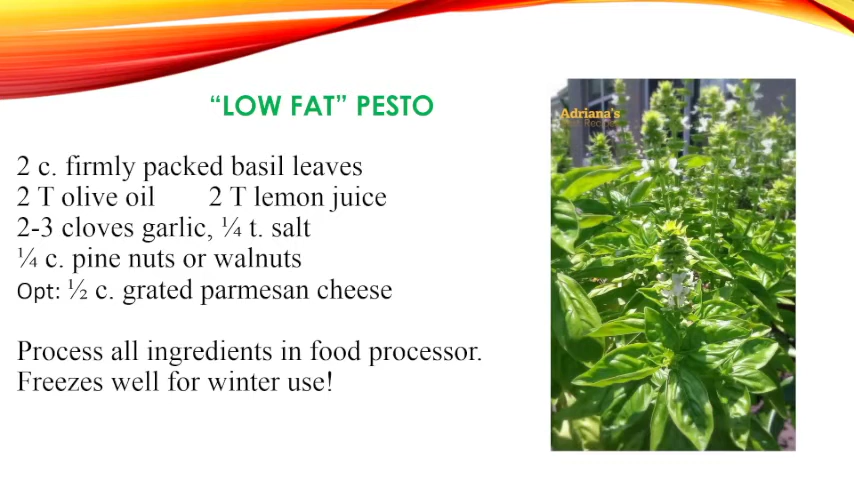 “LOW FAT” PESTO
2 c. firmly packed basil leaves
2 T olive oil 2 T lemon juice
2-3 cloves garlic, ¼ t. salt
¼ c. pine nuts or walnuts
Opt: ½ c. grated parmesan cheese
Process all ingredients in food processor.
Freezes well for winter use!
Adriana's